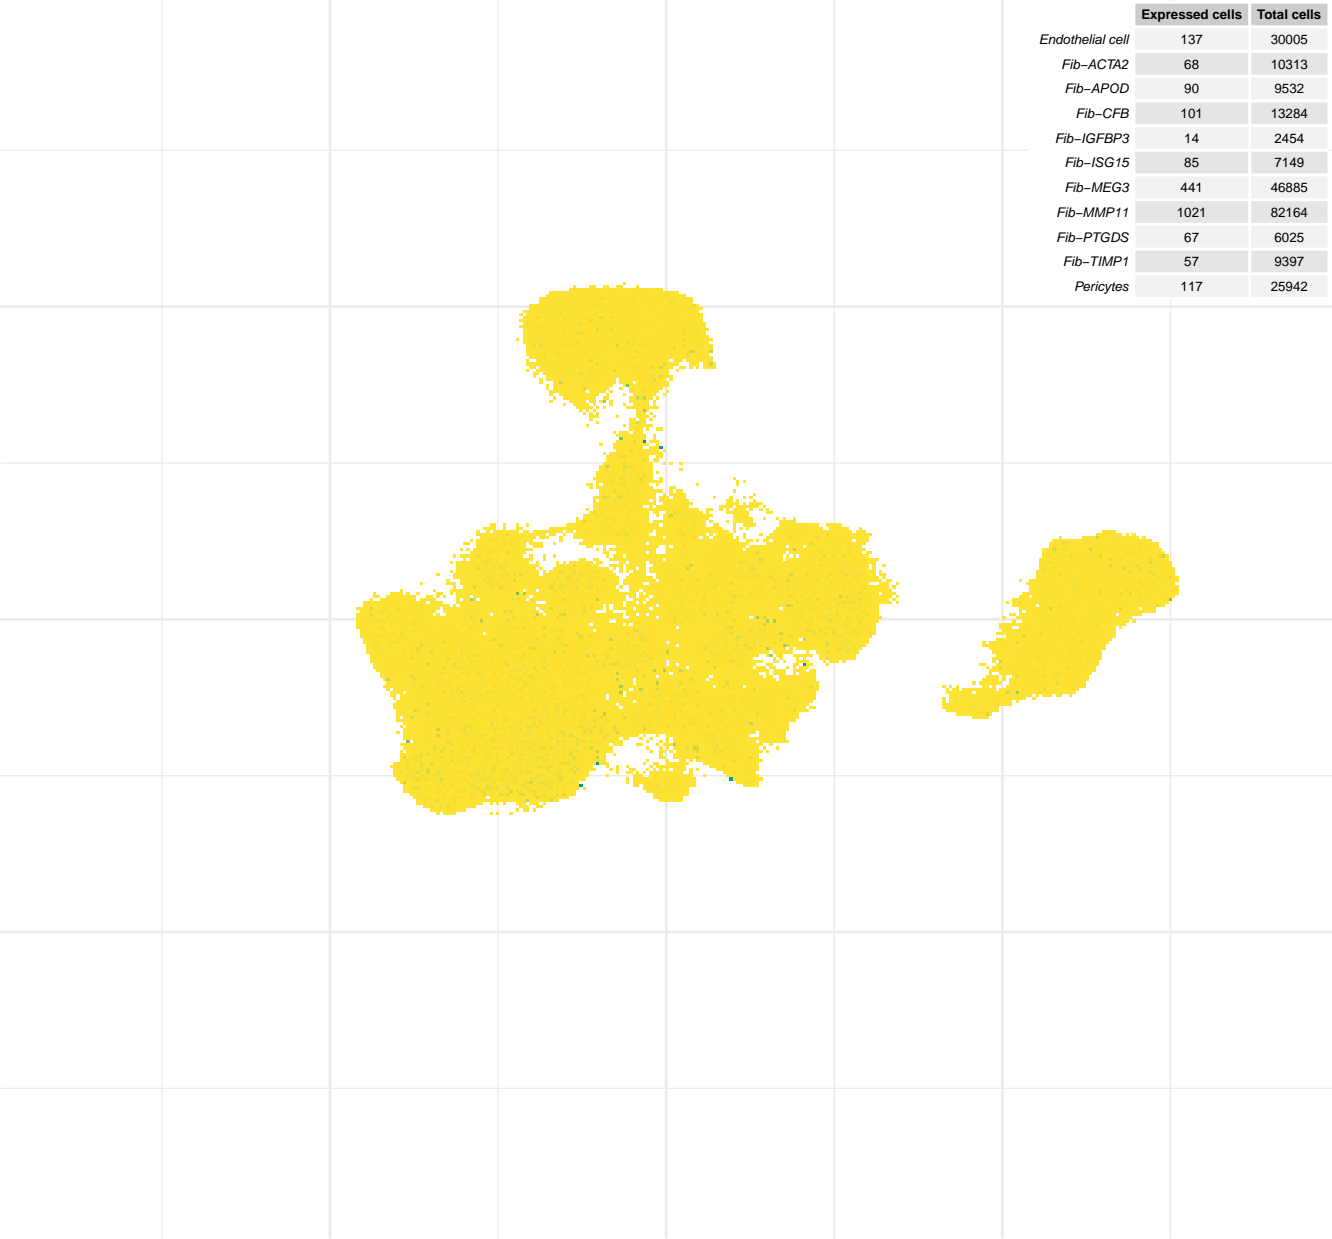 Expressed cells Total cells
Endothelial cell 137 30005
Fib−ACTA2 68 10313
Fib−APOD 90 9532
Fib−CFB 101 13284
Fib−IGFBP3 14 2454
Fib−ISG15 85 7149
Fib−MEG3 441 46885
Fib−MMP11 1021 82164
Fib−PTGDS 67 6025
Fib−TIMP1 57 9397
Pericytes 117 25942